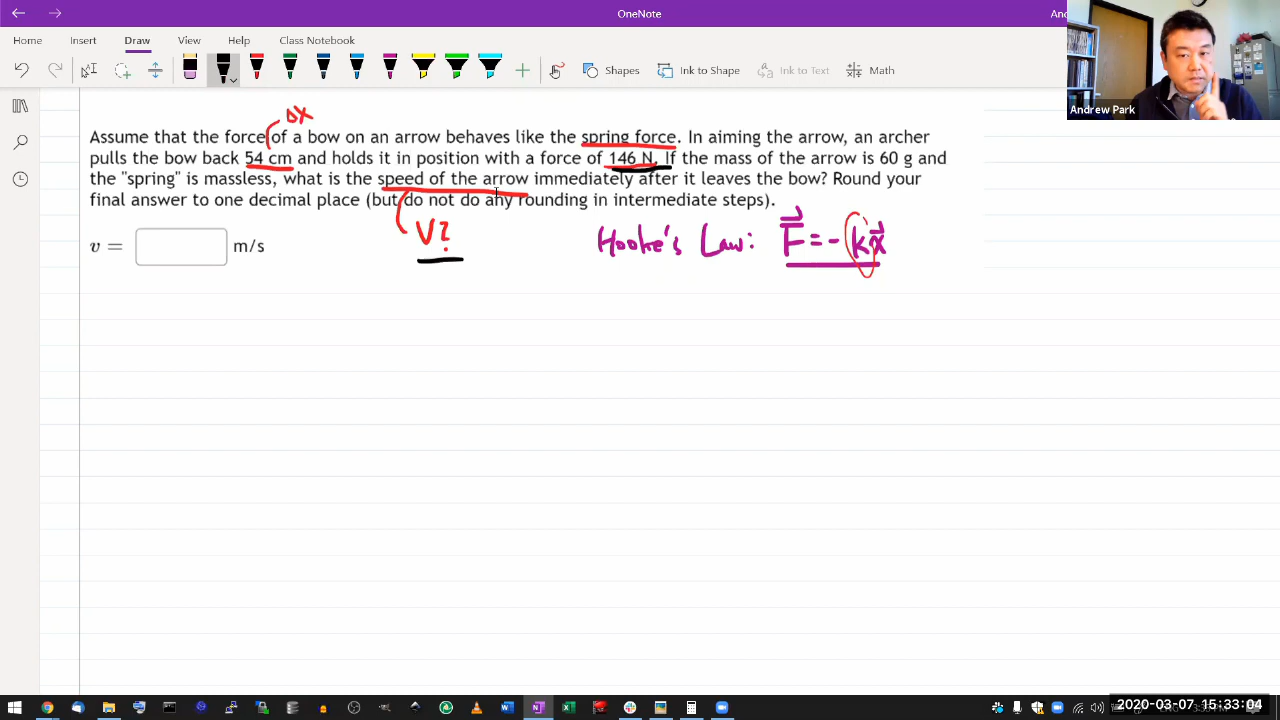 OneNote
And
Home Insert Draw View Help Class Notebook
Shapes Ink to Shape Ink to Text Math
Andrew Park
Δx
Assume that the force of a bow on an arrow behaves like the spring force. In aiming the arrow, an archer
pulls the bow back 54 cm and holds it in position with a force of 146 N. If the mass of the arrow is 60 g and
the "spring" is massless, what is the speed of the arrow immediately after it leaves the bow? Round your
final answer to one decimal place (but do not do any rounding in intermediate steps).
v = m/s
V?
Hooke's Law: F⃗ = - kx⃗
2020-03-07 15:33:04